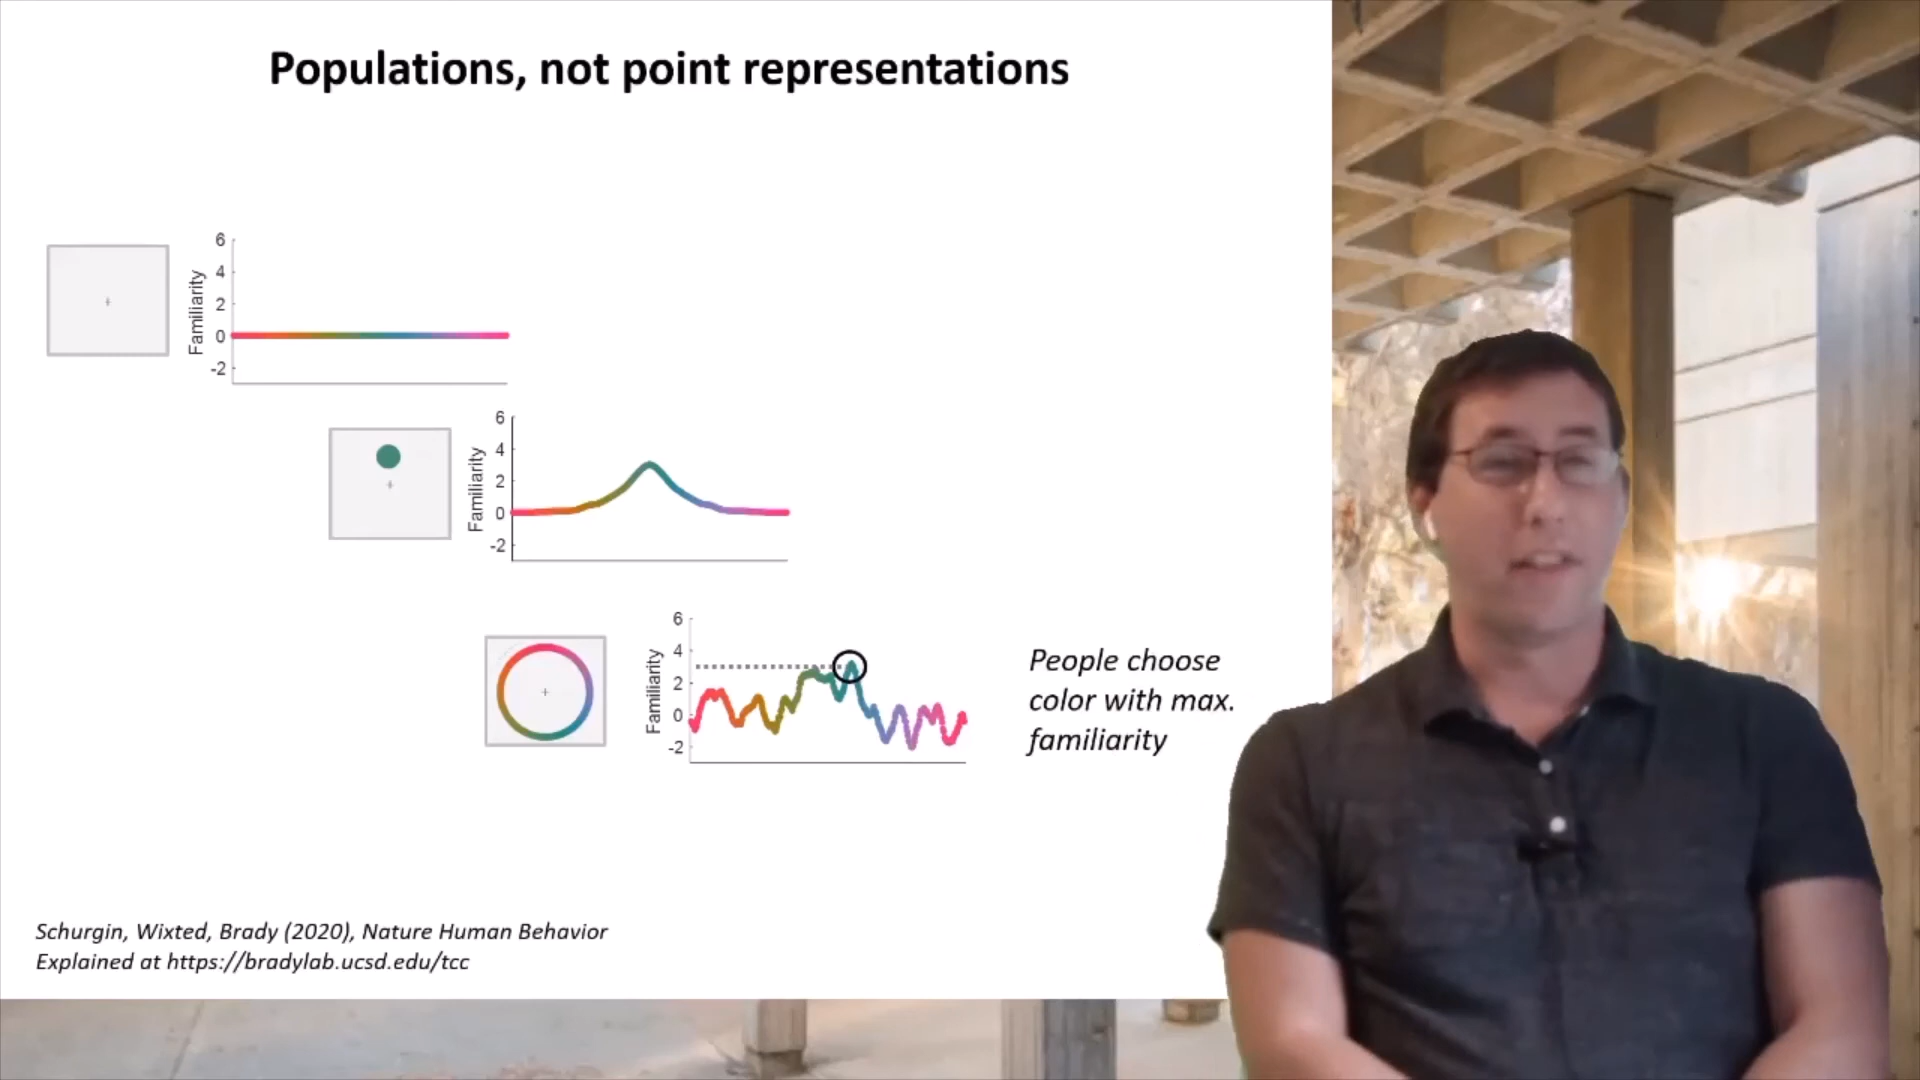 Populations, not point representations
6
4
2
0
-2
Familiarity
6
4
2
0
-2
Familiarity
6
4
2
0
-2
Familiarity
People choose
color with max.
familiarity
Schurgin, Wixted, Brady (2020), Nature Human Behavior
Explained at https://bradylab.ucsd.edu/tcc